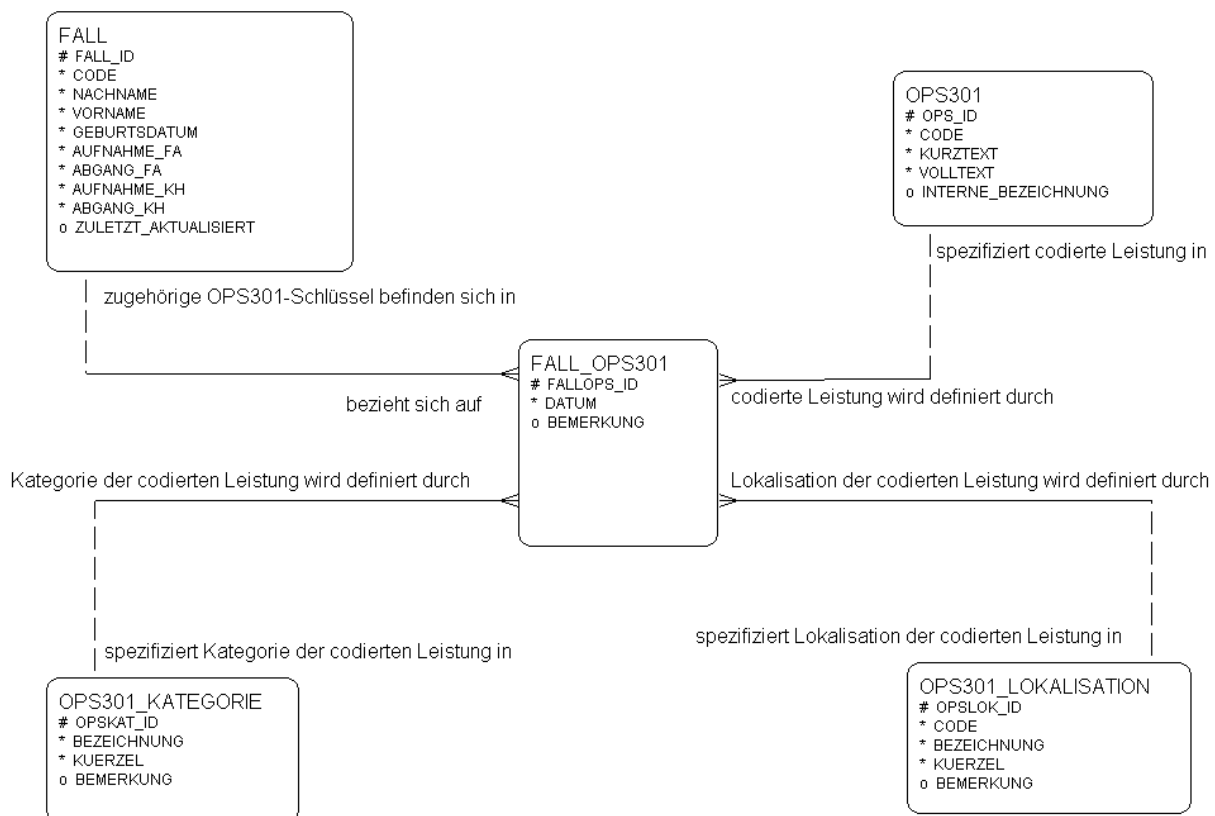 FALL
# FALL_ID
* CODE
* NACHNAME
* VORNAME
* GEBURTSDATUM
* AUFNAHME_FA
* ABGANG_FA
* AUFNAHME_KH
* ABGANG_KH
o ZULETZT_AKTUALISIERT
OPS301
# OPS_ID
* CODE
* KURZTEXT
* VOLLTEXT
o INTERNE_BEZEICHNUNG
spezifiziert codierte Leistung in
zugehörige OPS301-Schlüssel befinden sich in
FALL_OPS301
# FALLOPS_ID
* DATUM
o BEMERKUNG
bezieht sich auf
codierte Leistung wird definiert durch
Kategorie der codierten Leistung wird definiert durch
Lokalisation der codierten Leistung wird definiert durch
spezifiziert Kategorie der codierten Leistung in
spezifiziert Lokalisation der codierten Leistung in
OPS301_KATEGORIE
# OPSKAT_ID
* BEZEICHNUNG
* KUERZEL
o BEMERKUNG
OPS301_LOKALISATION
# OPSLOK_ID
* CODE
* BEZEICHNUNG
* KUERZEL
o BEMERKUNG